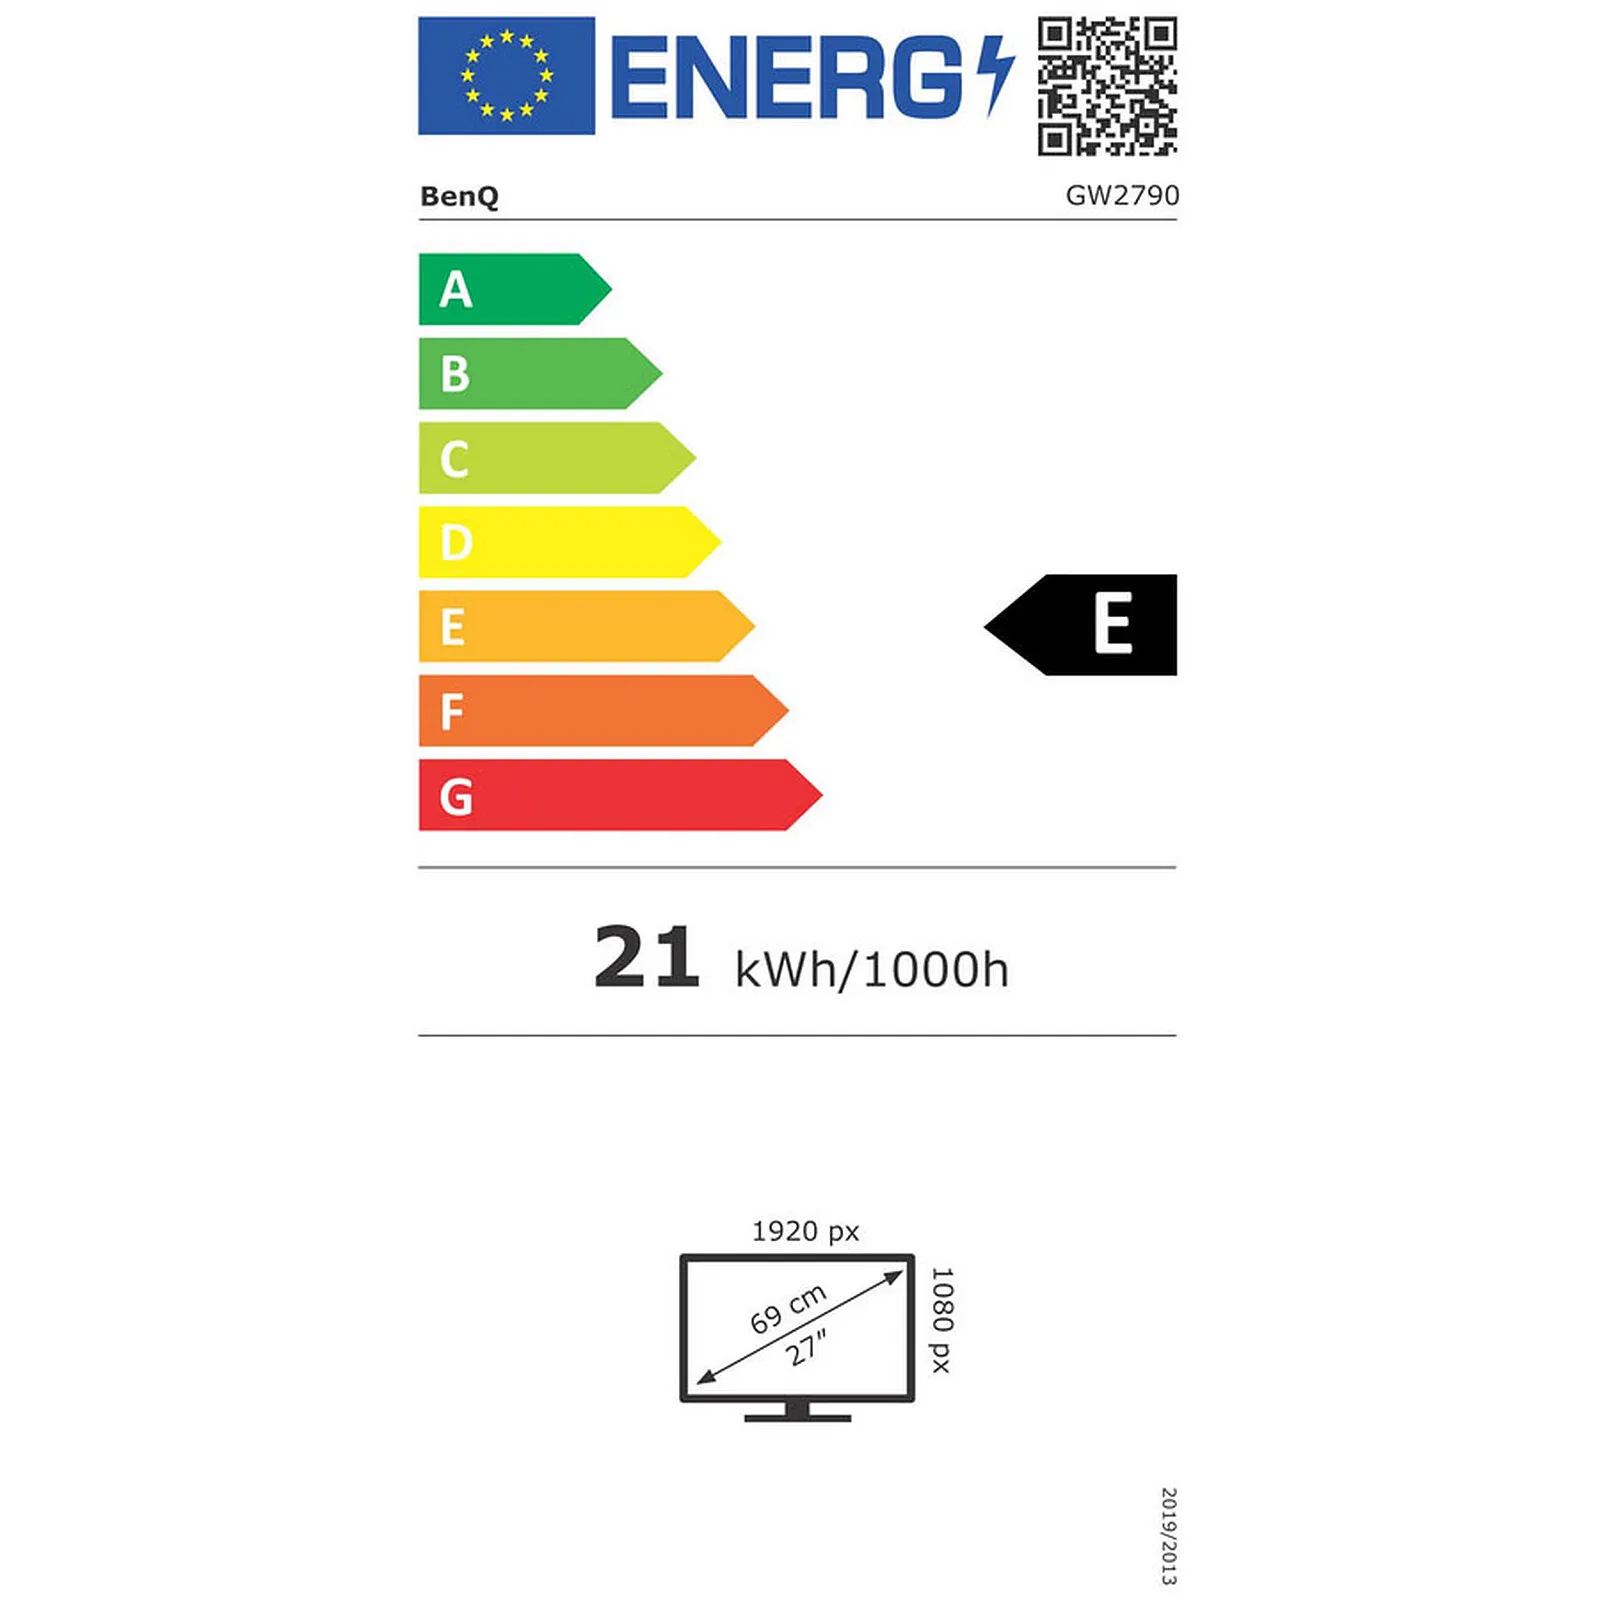 ENERG
BenQ
GW2790
A
B
C
D
E
E
F
G
21 kWh/1000h
1920 px
69 cm
27"
1080 px
2019/2013